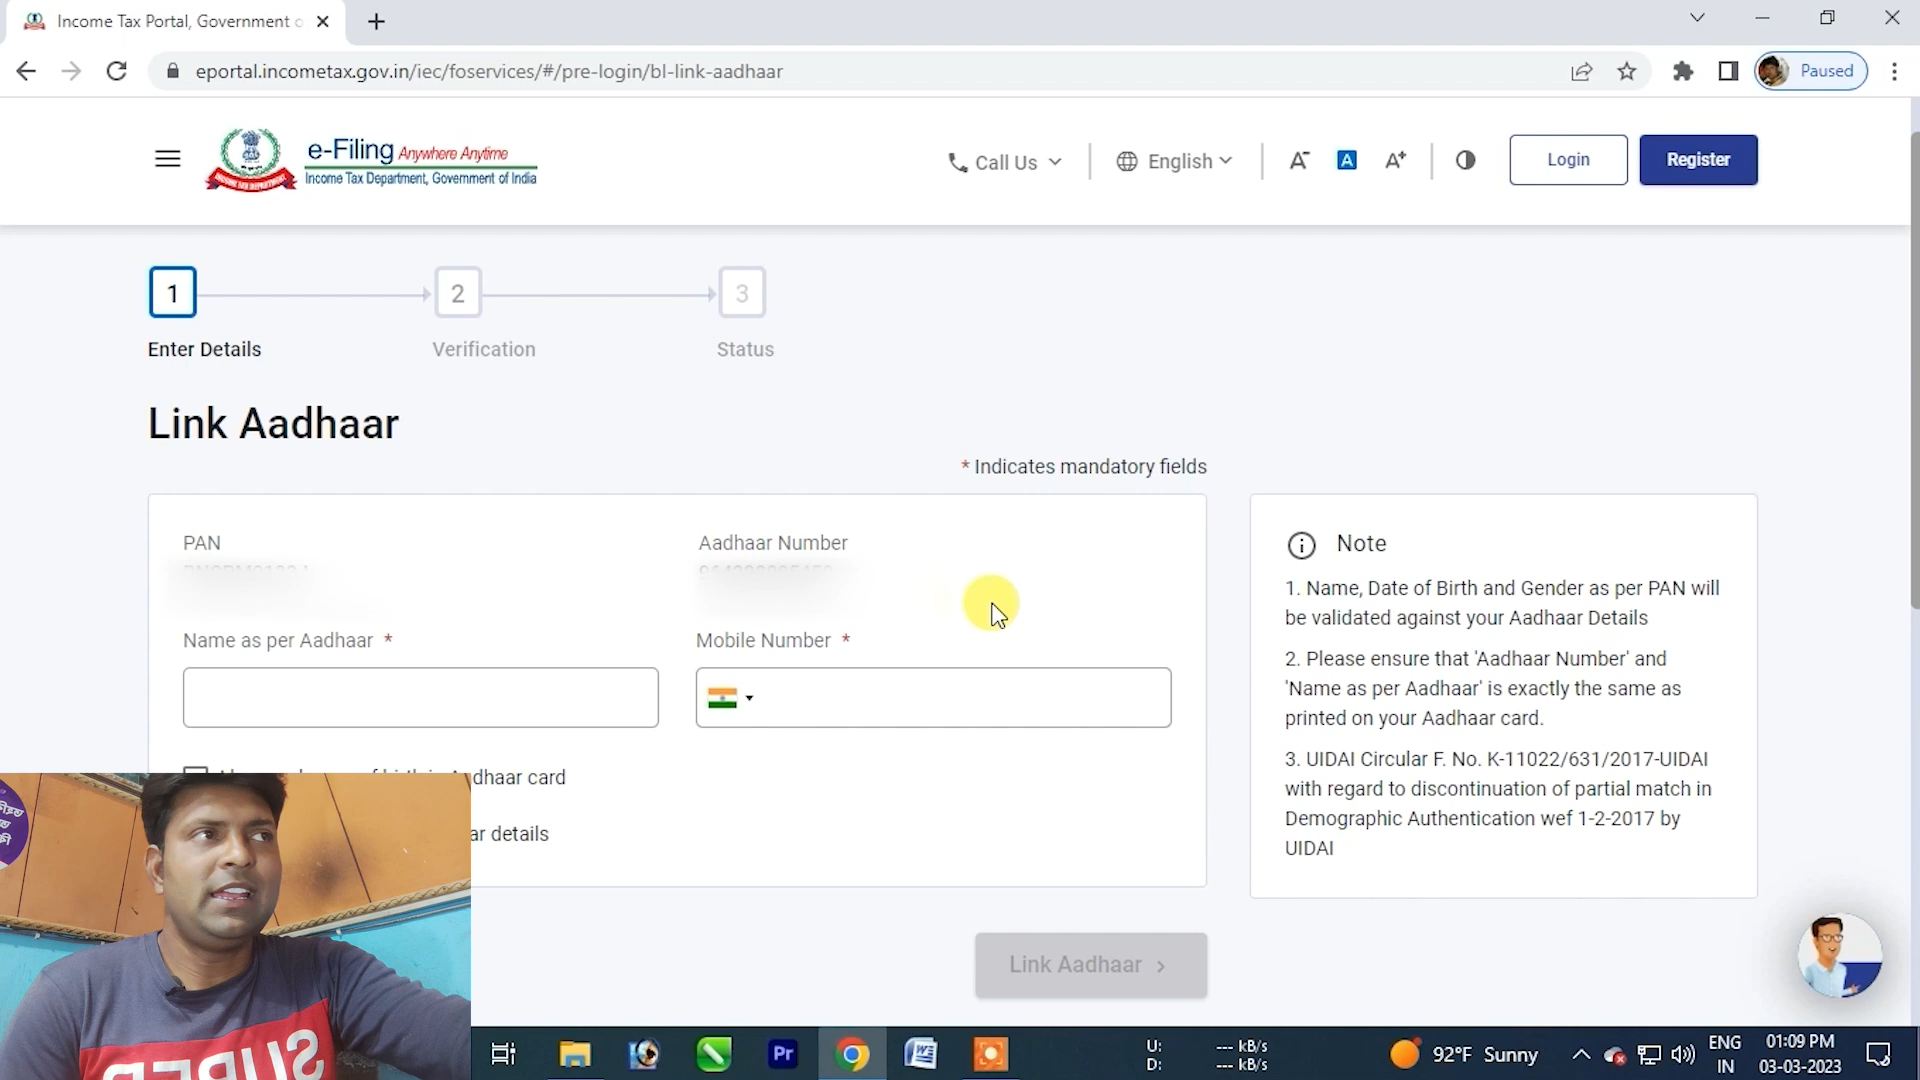 Income Tax Portal, Government o
eportal.incometax.gov.in/iec/foservices/#/pre-login/bl-link-aadhaar
Paused
e-Filing Anywhere Anytime
Income Tax Department, Government of India
Call Us
English
A-
A
A+
Login
Register
1
2
3
Enter Details
Verification
Status
Link Aadhaar
* Indicates mandatory fields
PAN
Aadhaar Number
Name as per Aadhaar *
Mobile Number *
Aadhaar card
details
Note
1. Name, Date of Birth and Gender as per PAN will
be validated against your Aadhaar Details
2. Please ensure that 'Aadhaar Number' and
'Name as per Aadhaar' is exactly the same as
printed on your Aadhaar card.
3. UIDAI Circular F. No. K-11022/631/2017-UIDAI
with regard to discontinuation of partial match in
Demographic Authentication wef 1-2-2017 by
UIDAI
Link Aadhaar
Pr
U: --- kB/s
D: --- kB/s
92°F Sunny
ENG
IN
01:09 PM
03-03-2023